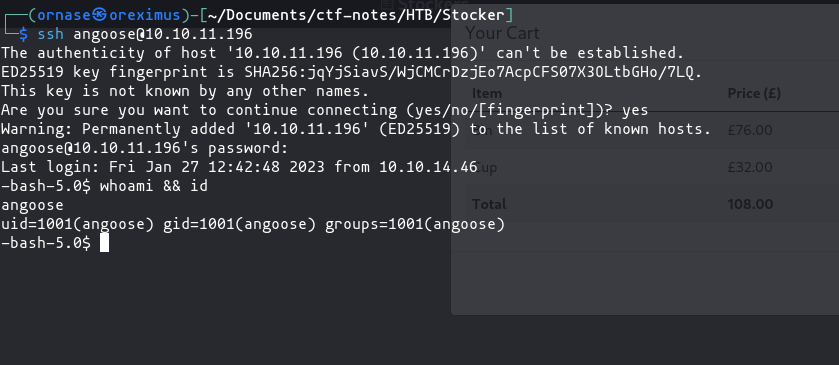 Stockers
┌──(ornase㉿oreximus)-[~/Documents/ctf-notes/HTB/Stocker]
└─$ ssh angoose@10.10.11.196
The authenticity of host '10.10.11.196 (10.10.11.196)' can't be established.
ED25519 key fingerprint is SHA256:jqYjSiavS/WjCMCrDzjEo7AcpCFS07X3OLtbGHo/7LQ.
This key is not known by any other names.
Are you sure you want to continue connecting (yes/no/[fingerprint])? yes
Warning: Permanently added '10.10.11.196' (ED25519) to the list of known hosts.
angoose@10.10.11.196's password:
Last login: Fri Jan 27 12:42:48 2023 from 10.10.14.46
-bash-5.0$ whoami && id
angoose
uid=1001(angoose) gid=1001(angoose) groups=1001(angoose)
-bash-5.0$
Your Cart
Item Price (£)
£76.00
Cup £32.00
Total 108.00